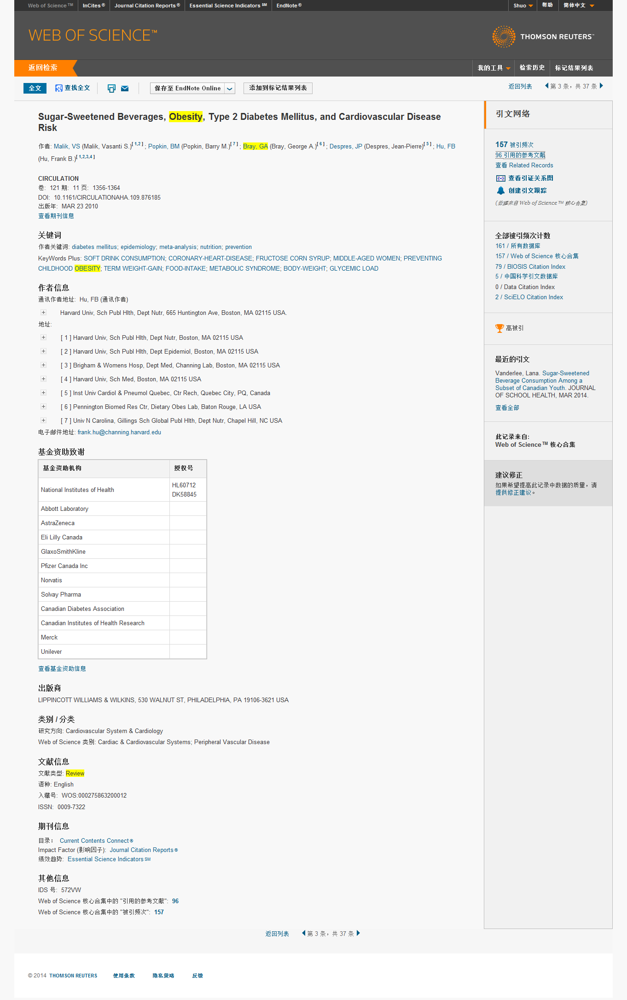 Web of Science™ InCites® Journal Citation Reports® Essential Science Indicators℠ EndNote® Shuo 帮助 简体中文
WEB OF SCIENCE™
THOMSON REUTERS™
返回检索 我的工具 检索历史 标记结果列表
全文 查找全文 保存至 EndNote Online 添加到标记结果列表 返回列表 第 3 条，共 37 条
Sugar-Sweetened Beverages, Obesity, Type 2 Diabetes Mellitus, and Cardiovascular Disease
Risk
作者: Malik, VS (Malik, Vasanti S.)[ 1,2 ] ; Popkin, BM (Popkin, Barry M.)[ 7 ] ; Bray, GA (Bray, George A.)[ 6 ] ; Despres, JP (Despres, Jean-Pierre)[ 5 ] ; Hu, FB
(Hu, Frank B.)[ 1,2,3,4 ]
CIRCULATION
卷: 121 期: 11 页: 1356-1364
DOI: 10.1161/CIRCULATIONAHA.109.876185
出版年: MAR 23 2010
查看期刊信息
关键词
作者关键词: diabetes mellitus; epidemiology; meta-analysis; nutrition; prevention
KeyWords Plus: SOFT DRINK CONSUMPTION; CORONARY-HEART-DISEASE; FRUCTOSE CORN SYRUP; MIDDLE-AGED WOMEN; PREVENTING
CHILDHOOD OBESITY; TERM WEIGHT-GAIN; FOOD-INTAKE; METABOLIC SYNDROME; BODY-WEIGHT; GLYCEMIC LOAD
作者信息
通讯作者地址: Hu, FB (通讯作者)
Harvard Univ, Sch Publ Hlth, Dept Nutr, 665 Huntington Ave, Boston, MA 02115 USA.
地址:
[ 1 ] Harvard Univ, Sch Publ Hlth, Dept Nutr, Boston, MA 02115 USA
[ 2 ] Harvard Univ, Sch Publ Hlth, Dept Epidemiol, Boston, MA 02115 USA
[ 3 ] Brigham & Womens Hosp, Dept Med, Channing Lab, Boston, MA 02115 USA
[ 4 ] Harvard Univ, Sch Med, Boston, MA 02115 USA
[ 5 ] Inst Univ Cardiol & Pneumol Quebec, Ctr Rech, Quebec City, PQ, Canada
[ 6 ] Pennington Biomed Res Ctr, Dietary Obes Lab, Baton Rouge, LA USA
[ 7 ] Univ N Carolina, Gillings Sch Global Publ Hlth, Dept Nutr, Chapel Hill, NC USA
电子邮件地址: frank.hu@channing.harvard.edu
基金资助致谢
基金资助机构 授权号
National Institutes of Health HL60712
DK58845
Abbott Laboratory
AstraZeneca
Eli Lilly Canada
GlaxoSmithKline
Pfizer Canada Inc
Norvatis
Solvay Pharma
Canadian Diabetes Association
Canadian Institutes of Health Research
Merck
Unilever
查看基金资助信息
出版商
LIPPINCOTT WILLIAMS & WILKINS, 530 WALNUT ST, PHILADELPHIA, PA 19106-3621 USA
类别 / 分类
研究方向: Cardiovascular System & Cardiology
Web of Science 类别: Cardiac & Cardiovascular Systems; Peripheral Vascular Disease
文献信息
文献类型: Review
语种: English
入藏号: WOS:000275863200012
ISSN: 0009-7322
期刊信息
目录： Current Contents Connect®
Impact Factor (影响因子): Journal Citation Reports®
绩效趋势: Essential Science Indicators℠
其他信息
IDS 号: 572VW
Web of Science 核心合集中的 "引用的参考文献": 96
Web of Science 核心合集中的 "被引频次": 157
引文网络
157 被引频次
96 引用的参考文献
查看 Related Records
查看引证关系图
创建引文跟踪
(数据来自 Web of Science™ 核心合集)
全部被引频次计数
161 / 所有数据库
157 / Web of Science 核心合集
79 / BIOSIS Citation Index
5 / 中国科学引文数据库
0 / Data Citation Index
2 / SciELO Citation Index
高被引
最近的引文
Vanderlee, Lana. Sugar-Sweetened
Beverage Consumption Among a
Subset of Canadian Youth. JOURNAL
OF SCHOOL HEALTH, MAR 2014.
查看全部
此记录来自:
Web of Science™ 核心合集
建议修正
如果希望提高此记录中数据的质量，请
提供修正建议。
返回列表 第 3 条，共 37 条
© 2014 THOMSON REUTERS 使用条款 隐私策略 反馈